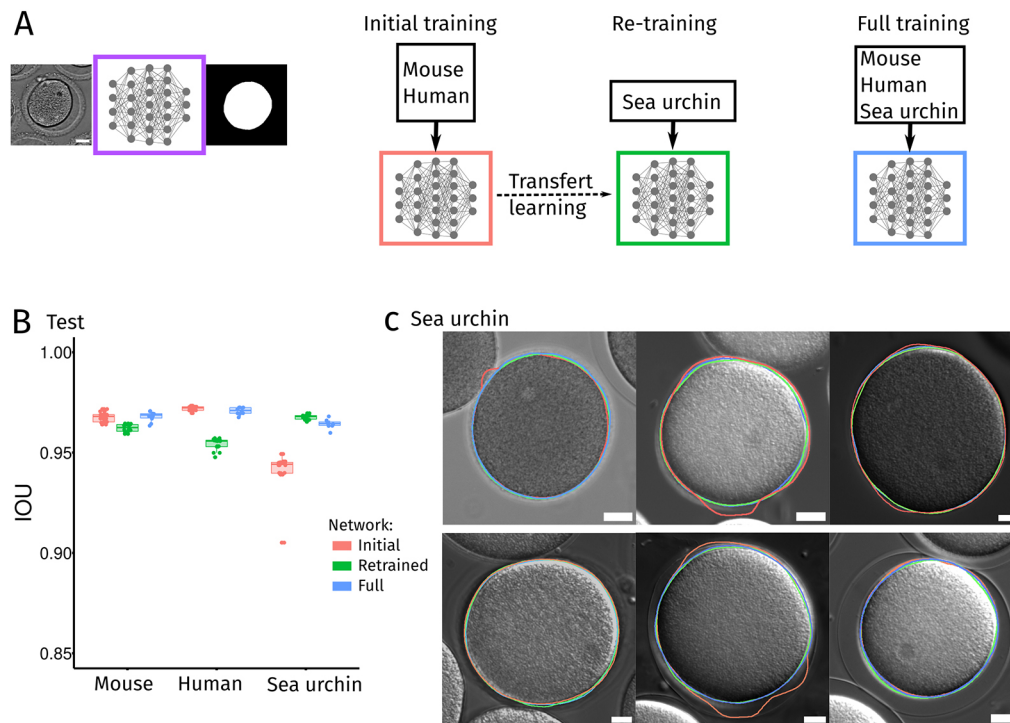 A
Initial training
Re-training
Full training
Mouse
Human
Sea urchin
Mouse
Human
Sea urchin
Transfert
learning
B
Test
1.00
0.95
0.90
0.85
IOU
Network:
Initial
Retrained
Full
Mouse
Human
Sea urchin
c
Sea urchin